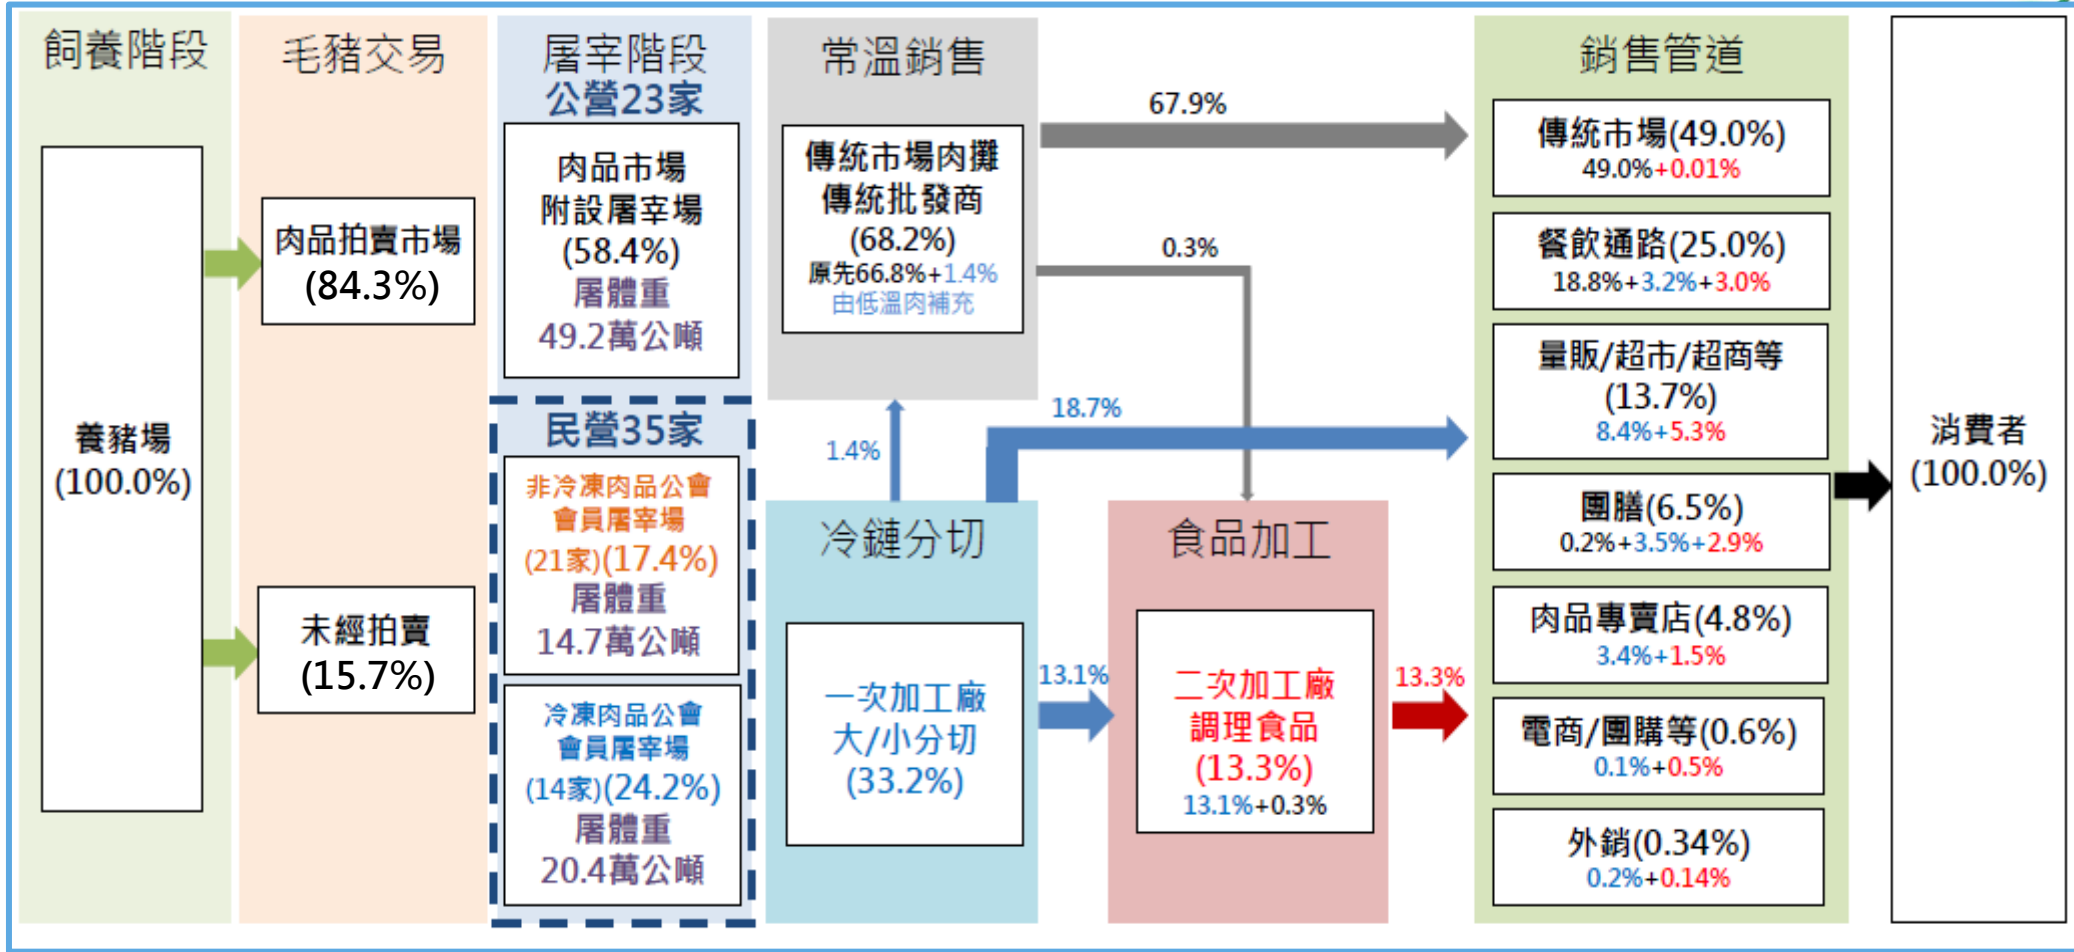 飼養階段
養豬場
(100.0%)
毛豬交易
肉品拍賣市場
(84.3%)
未經拍賣
(15.7%)
屠宰階段
公營23家
肉品市場
附設屠宰場
(58.4%)
屠體重
49.2萬公噸
民營35家
非冷凍肉品公會
會員屠宰場
(21家)(17.4%)
屠體重
14.7萬公噸
冷凍肉品公會
會員屠宰場
(14家)(24.2%)
屠體重
20.4萬公噸
常溫銷售
傳統市場肉攤
傳統批發商
(68.2%)
原先66.8%+1.4%
由低溫肉補充
67.9%
0.3%
1.4%
18.7%
冷鏈分切
一次加工廠
大/小分切
(33.2%)
13.1%
食品加工
二次加工廠
調理食品
(13.3%)
13.1%+0.3%
13.3%
銷售管道
傳統市場(49.0%)
49.0%+0.01%
餐飲通路(25.0%)
18.8%+3.2%+3.0%
量販/超市/超商等
(13.7%)
8.4%+5.3%
團膳(6.5%)
0.2%+3.5%+2.9%
肉品專賣店(4.8%)
3.4%+1.5%
電商/團購等(0.6%)
0.1%+0.5%
外銷(0.34%)
0.2%+0.14%
消費者
(100.0%)